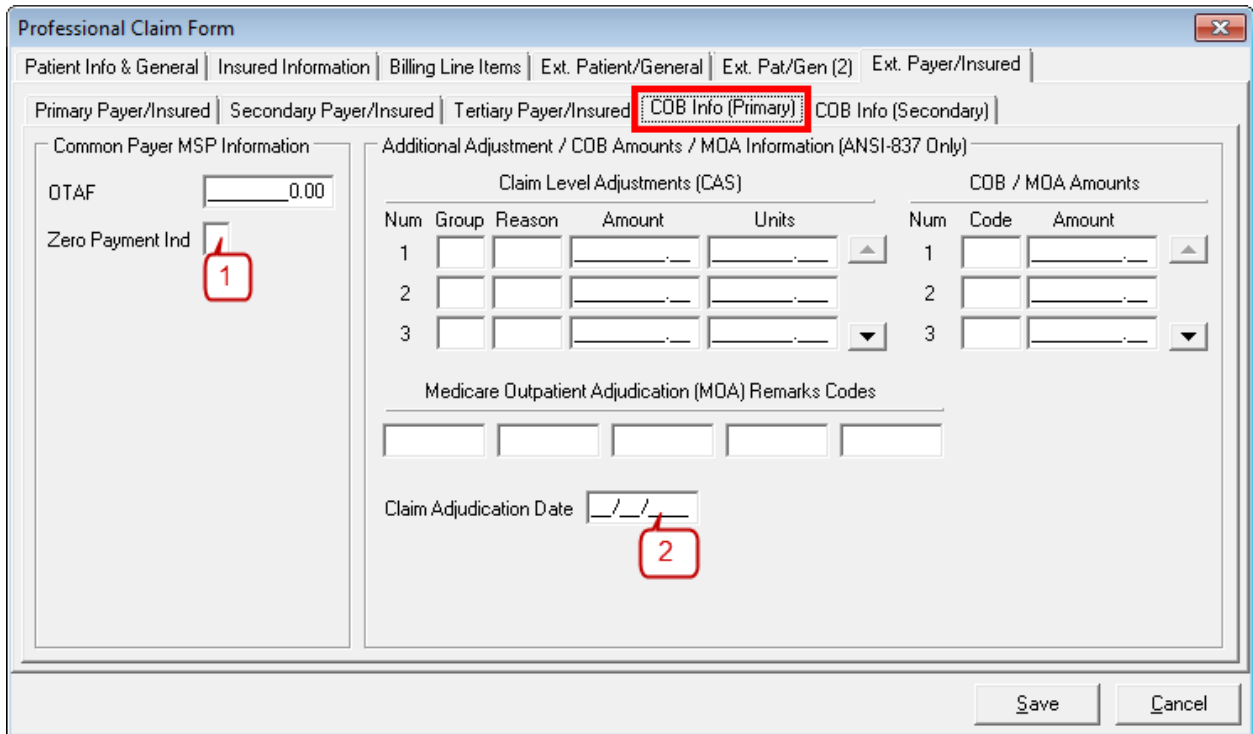 Professional Claim Form
Patient Info & General Insured Information Billing Line Items Ext. Patient/General Ext. Pat/Gen (2) Ext. Payer/Insured
Primary Payer/Insured Secondary Payer/Insured Tertiary Payer/Insured COB Info (Primary) COB Info (Secondary)
Common Payer MSP Information
OTAF 0.00
Zero Payment Ind
1
Additional Adjustment / COB Amounts / MOA Information (ANSI-837 Only)
Claim Level Adjustments (CAS)
Num Group Reason Amount Units
1
2
3
COB / MOA Amounts
Num Code Amount
1
2
3
Medicare Outpatient Adjudication (MOA) Remarks Codes
Claim Adjudication Date __/__/____
2
Save Cancel